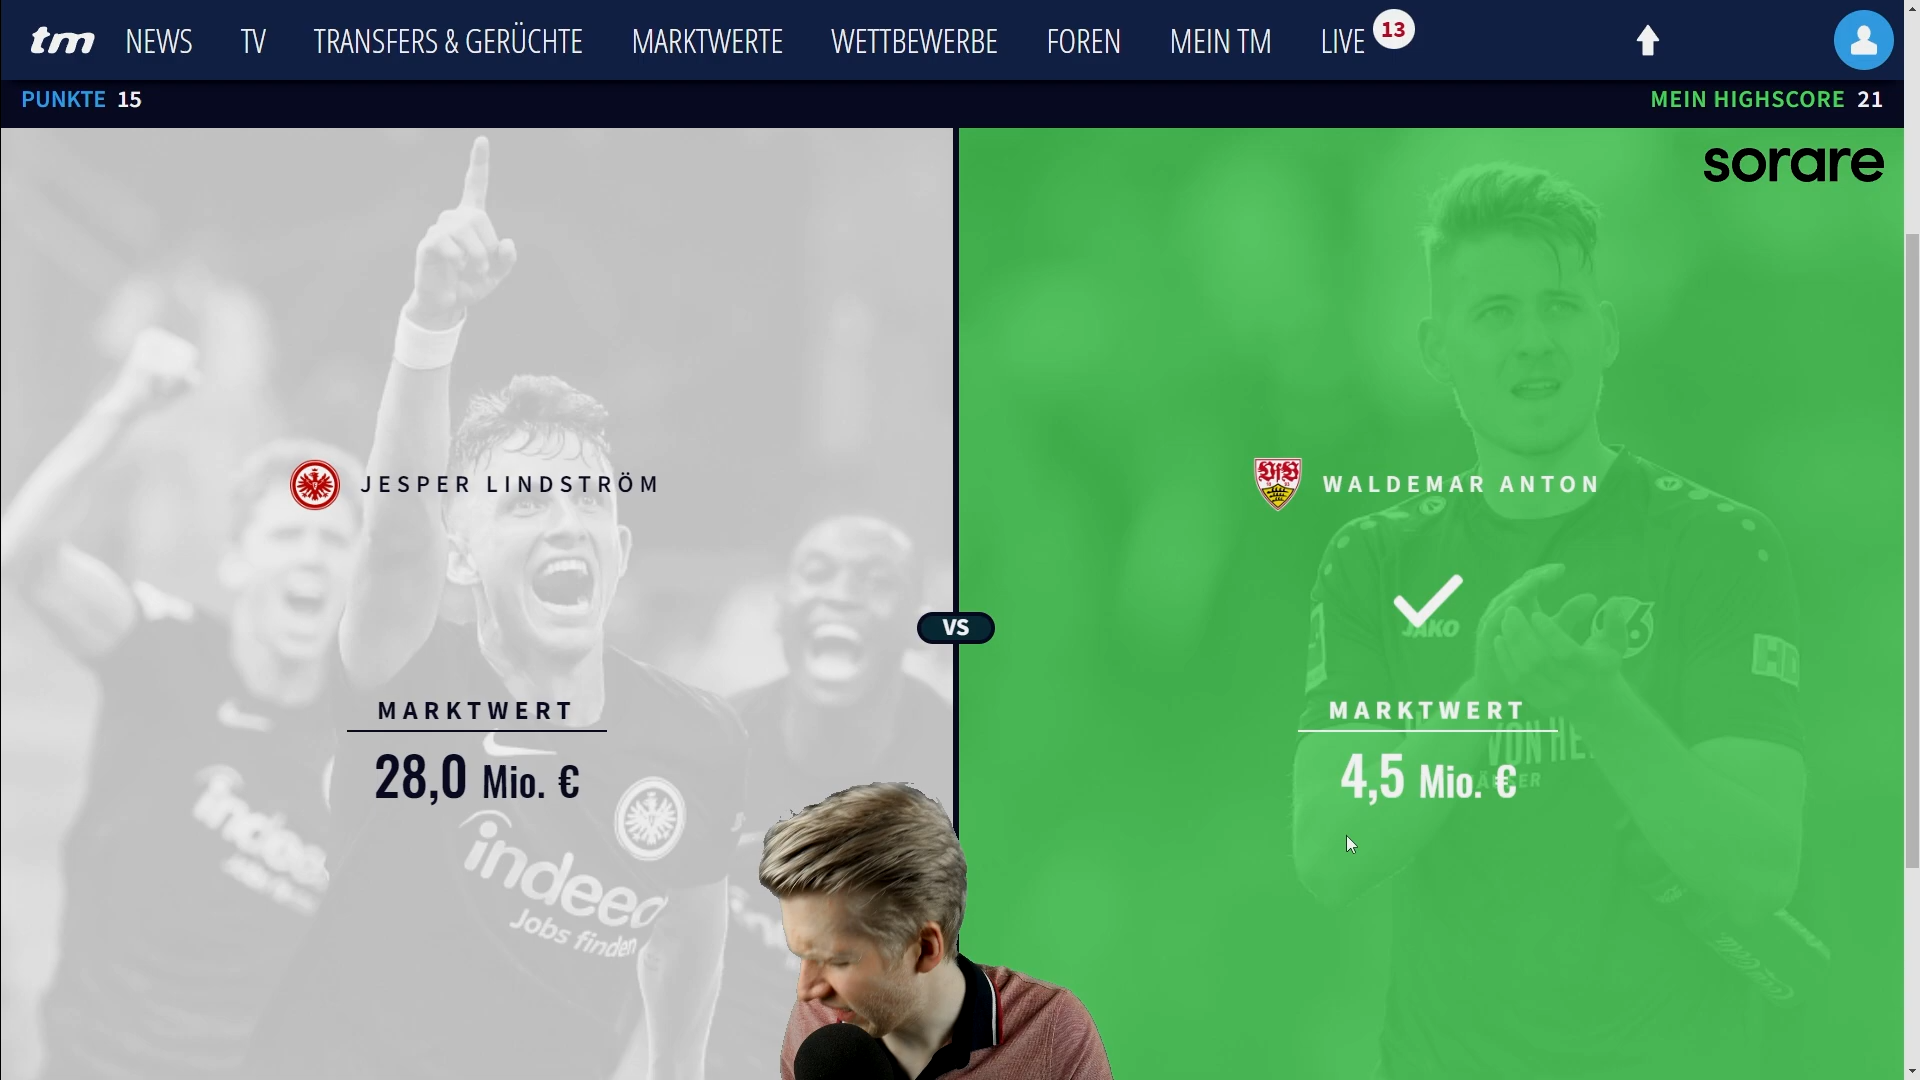 tm NEWS TV TRANSFERS & GERÜCHTE MARKTWERTE WETTBEWERBE FOREN MEIN TM LIVE 13
PUNKTE 15
MEIN HIGHSCORE 21
sorare
JESPER LINDSTRÖM
WALDEMAR ANTON
JAKO
VS
MARKTWERT
28,0 Mio. €
MARKTWERT
4,5 Mio. €
indeed
Jobs finden